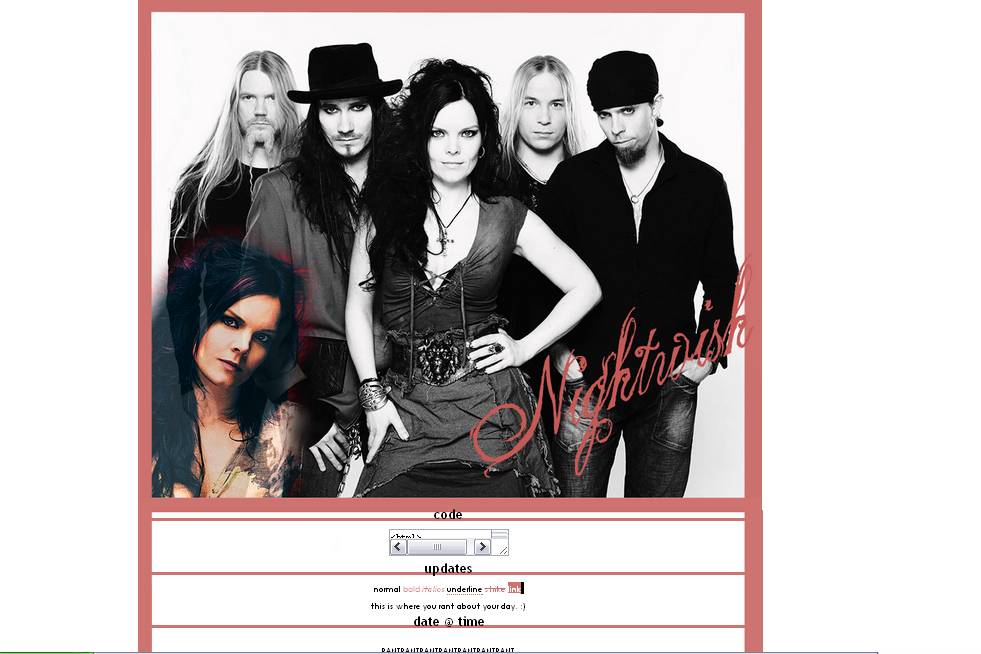 Nightwish
code
<html>
updates
normal bold italics underline strike link
this is where you rant about your day. :)
date @ time
RANTRANTRANTRANTRANTRANTRANT